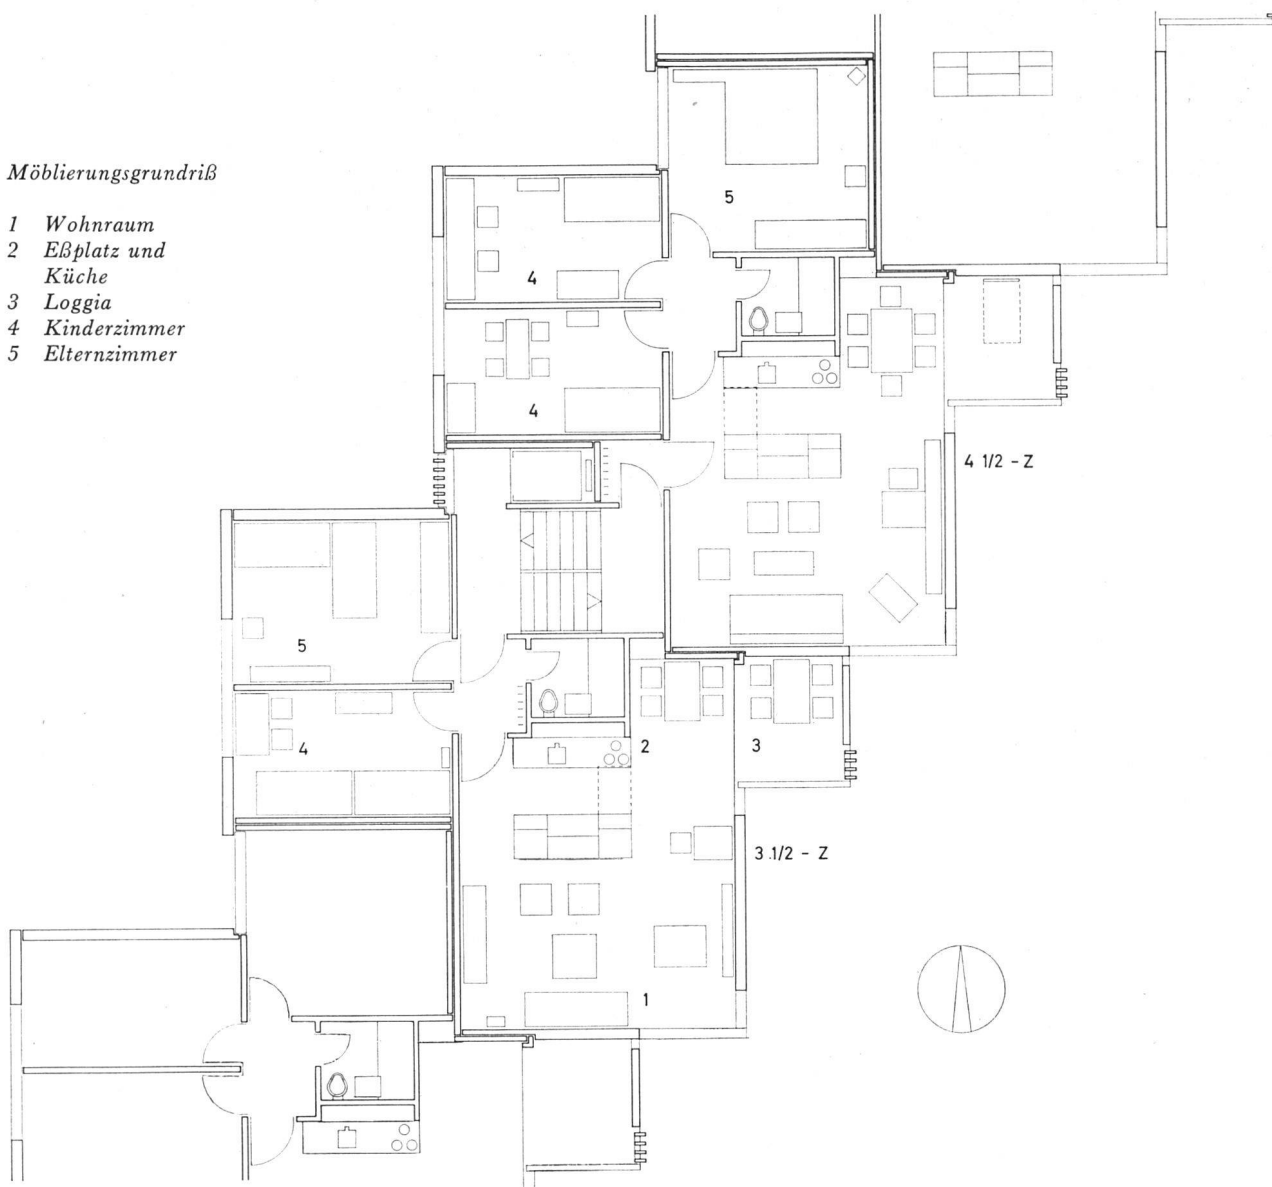 Möblierungsgrundriß
1 Wohnraum
2 Eßplatz und
Küche
3 Loggia
4 Kinderzimmer
5 Elternzimmer
5
4
4
4 1/2 - Z
5
4
2
3
3 1/2 - Z
1